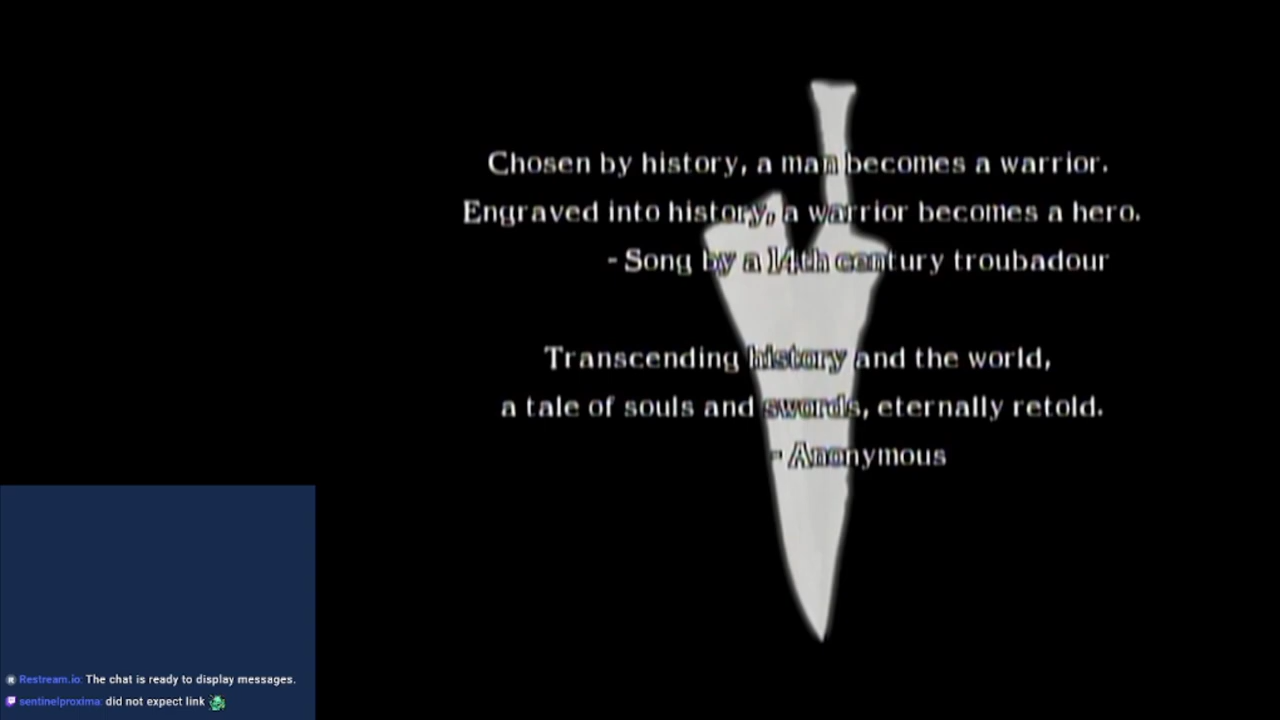 Chosen by history, a man becomes a warrior.
Engraved into history, a warrior becomes a hero.
- Song by a 14th century troubadour
Transcending history and the world,
a tale of souls and swords, eternally retold.
- Anonymous
Restream.io: The chat is ready to display messages.
sentinelproxima: did not expect link